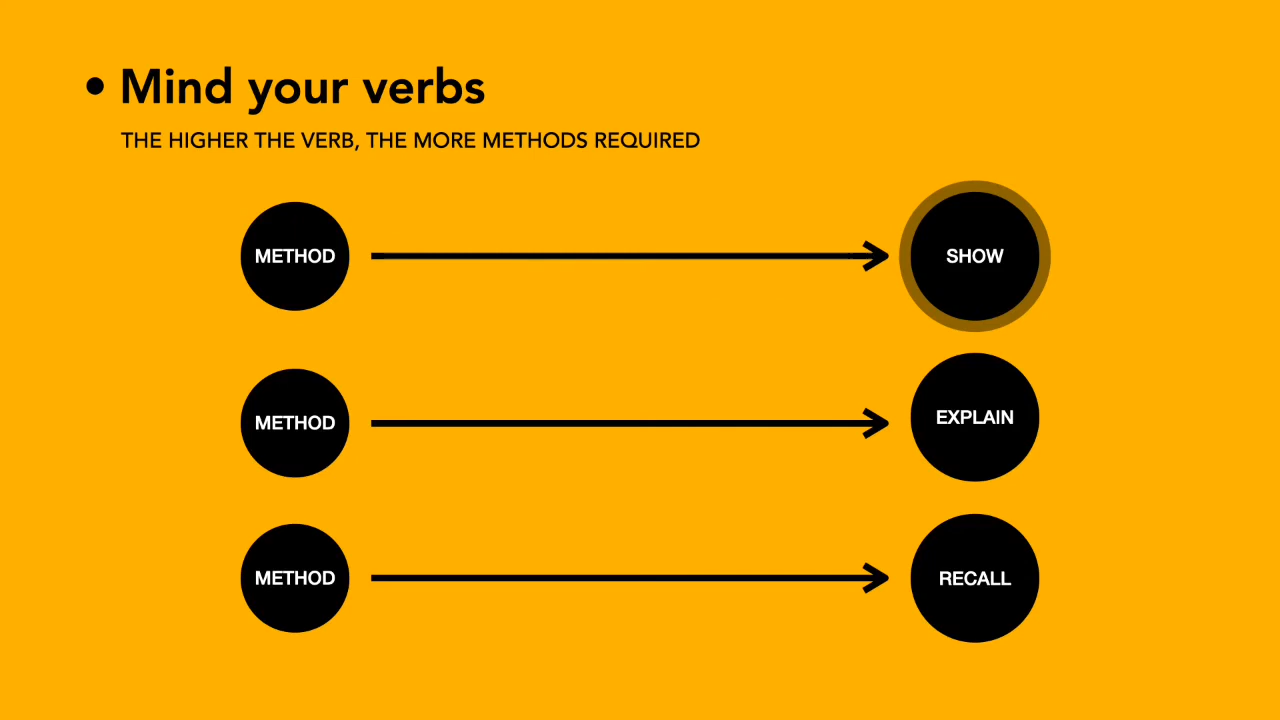 • Mind your verbs
THE HIGHER THE VERB, THE MORE METHODS REQUIRED
METHOD
SHOW
METHOD
EXPLAIN
METHOD
RECALL